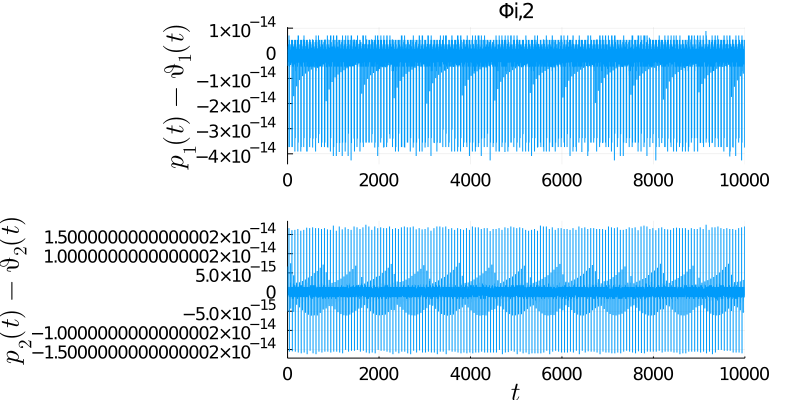 Φi,2
p₁(t) − ϑ₁(t)
1×10⁻¹⁴
0
−1×10⁻¹⁴
−2×10⁻¹⁴
−3×10⁻¹⁴
−4×10⁻¹⁴
0 2000 4000 6000 8000 10000
p₂(t) − ϑ₂(t)
1.5000000000000002×10⁻¹⁴
1.0000000000000002×10⁻¹⁴
5.0×10⁻¹⁵
0
−5.0×10⁻¹⁵
−1.0000000000000002×10⁻¹⁴
−1.5000000000000002×10⁻¹⁴
0 2000 4000 6000 8000 10000
t